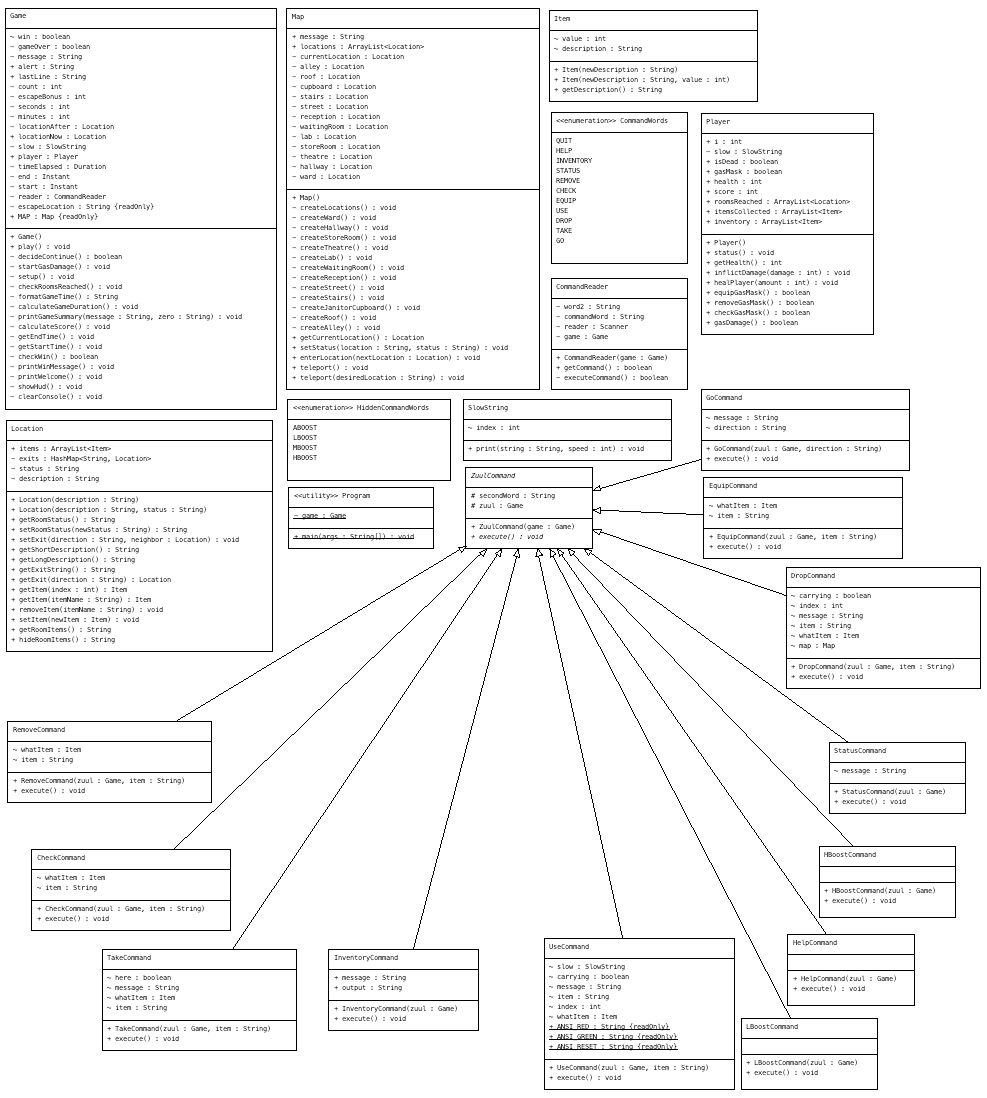 Game
~ win : boolean
− gameOver : boolean
− message : String
+ alert : String
+ lastLine : String
− count : int
− escapeBonus : int
− seconds : int
− minutes : int
− locationAfter : Location
+ locationNow : Location
− slow : SlowString
+ player : Player
− timeElapsed : Duration
− end : Instant
− start : Instant
− reader : CommandReader
− escapeLocation : String {readOnly}
+ MAP : Map {readOnly}
+ Game()
+ play() : void
− decideContinue() : boolean
− startGasDamage() : void
− setup() : void
− checkRoomsReached() : void
− formatGameTime() : String
− calculateGameDuration() : void
− printGameSummary(message : String, zero : String) : void
− calculateScore() : void
− getEndTime() : void
− getStartTime() : void
− checkWin() : boolean
− printWinMessage() : void
− printWelcome() : void
− showHud() : void
− clearConsole() : void
Map
+ message : String
+ locations : ArrayList<Location>
− currentLocation : Location
− alley : Location
− roof : Location
− cupboard : Location
− stairs : Location
− street : Location
− reception : Location
− waitingRoom : Location
− lab : Location
− storeRoom : Location
− theatre : Location
− hallway : Location
− ward : Location
+ Map()
− createLocations() : void
− createWard() : void
− createHallway() : void
− createStoreRoom() : void
− createTheatre() : void
− createLab() : void
− createWaitingRoom() : void
− createReception() : void
− createStreet() : void
− createStairs() : void
− createJanitorCupboard() : void
− createRoof() : void
− createAlley() : void
+ getCurrentLocation() : Location
+ setStatus(location : String, status : String) : void
+ enterLocation(nextLocation : Location) : void
+ teleport() : void
+ teleport(desiredLocation : String) : void
Item
~ value : int
~ description : String
+ Item(newDescription : String)
+ Item(newDescription : String, value : int)
+ getDescription() : String
<<enumeration>> CommandWords
QUIT
HELP
INVENTORY
STATUS
REMOVE
CHECK
EQUIP
USE
DROP
TAKE
GO
Player
+ i : int
− slow : SlowString
+ isDead : boolean
+ gasMask : boolean
+ health : int
+ score : int
+ roomsReached : ArrayList<Location>
+ itemsCollected : ArrayList<Item>
+ inventory : ArrayList<Item>
+ Player()
+ status() : void
+ getHealth() : int
+ inflictDamage(damage : int) : void
+ healPlayer(amount : int) : void
+ equipGasMask() : boolean
+ removeGasMask() : boolean
+ checkGasMask() : boolean
+ gasDamage() : boolean
CommandReader
− word2 : String
− commandWord : String
− reader : Scanner
− game : Game
+ CommandReader(game : Game)
+ getCommand() : boolean
− executeCommand() : boolean
<<enumeration>> HiddenCommandWords
ABOOST
LBOOST
MBOOST
HBOOST
SlowString
~ index : int
+ print(string : String, speed : int) : void
GoCommand
~ message : String
~ direction : String
+ GoCommand(zuul : Game, direction : String)
+ execute() : void
Location
+ items : ArrayList<Item>
− exits : HashMap<String, Location>
− status : String
− description : String
+ Location(description : String)
+ Location(description : String, status : String)
+ getRoomStatus() : String
+ setRoomStatus(newStatus : String) : String
+ setExit(direction : String, neighbor : Location) : void
+ getShortDescription() : String
+ getLongDescription() : String
+ getExitString() : String
+ getExit(direction : String) : Location
+ getItem(index : int) : Item
+ getItem(itemName : String) : Item
+ removeItem(itemName : String) : void
+ setItem(newItem : Item) : void
+ getRoomItems() : String
+ hideRoomItems() : String
<<utility>> Program
− game : Game
+ main(args : String[]) : void
ZuulCommand
# secondWord : String
# zuul : Game
+ ZuulCommand(game : Game)
+ execute() : void
EquipCommand
~ whatItem : Item
~ item : String
+ EquipCommand(zuul : Game, item : String)
+ execute() : void
DropCommand
~ carrying : boolean
~ index : int
~ message : String
~ item : String
~ whatItem : Item
~ map : Map
+ DropCommand(zuul : Game, item : String)
+ execute() : void
RemoveCommand
~ whatItem : Item
~ item : String
+ RemoveCommand(zuul : Game, item : String)
+ execute() : void
StatusCommand
~ message : String
+ StatusCommand(zuul : Game)
+ execute() : void
CheckCommand
~ whatItem : Item
~ item : String
+ CheckCommand(zuul : Game, item : String)
+ execute() : void
HBoostCommand
+ HBoostCommand(zuul : Game)
+ execute() : void
TakeCommand
~ here : boolean
~ message : String
~ whatItem : Item
~ item : String
+ TakeCommand(zuul : Game, item : String)
+ execute() : void
InventoryCommand
+ message : String
+ output : String
+ InventoryCommand(zuul : Game)
+ execute() : void
UseCommand
~ slow : SlowString
~ carrying : boolean
~ message : String
~ item : String
~ index : int
~ whatItem : Item
+ ANSI_RED : String {readOnly}
+ ANSI_GREEN : String {readOnly}
+ ANSI_RESET : String {readOnly}
+ UseCommand(zuul : Game, item : String)
+ execute() : void
HelpCommand
+ HelpCommand(zuul : Game)
+ execute() : void
LBoostCommand
+ LBoostCommand(zuul : Game)
+ execute() : void